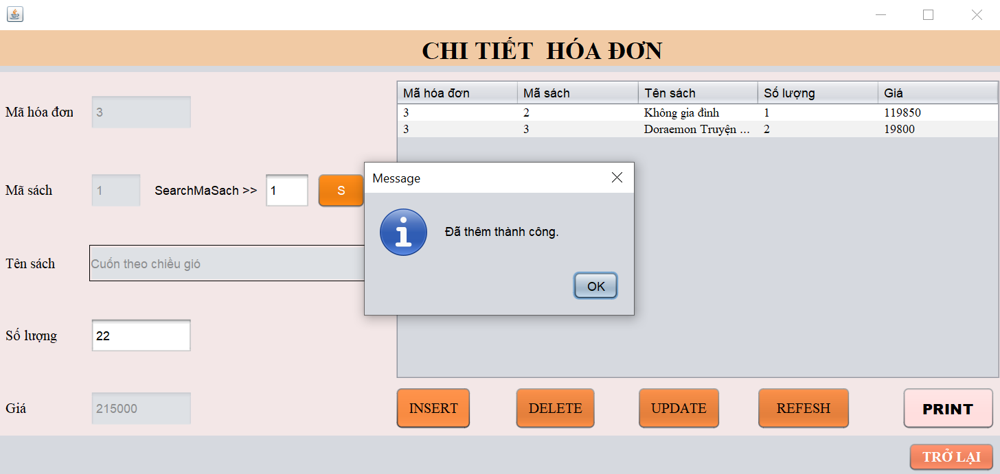 CHI TIẾT HÓA ĐƠN
Mã hóa đơn 3
Mã sách 1 SearchMaSach >> 1 S
Tên sách Cuốn theo chiều gió
Số lượng 22
Giá 215000
Mã hóa đơn Mã sách Tên sách Số lượng Giá
3 2 Không gia đình 1 119850
3 3 Doraemon Truyện ... 2 19800
Message
Đã thêm thành công.
OK
INSERT DELETE UPDATE REFESH PRINT
TRỞ LẠI